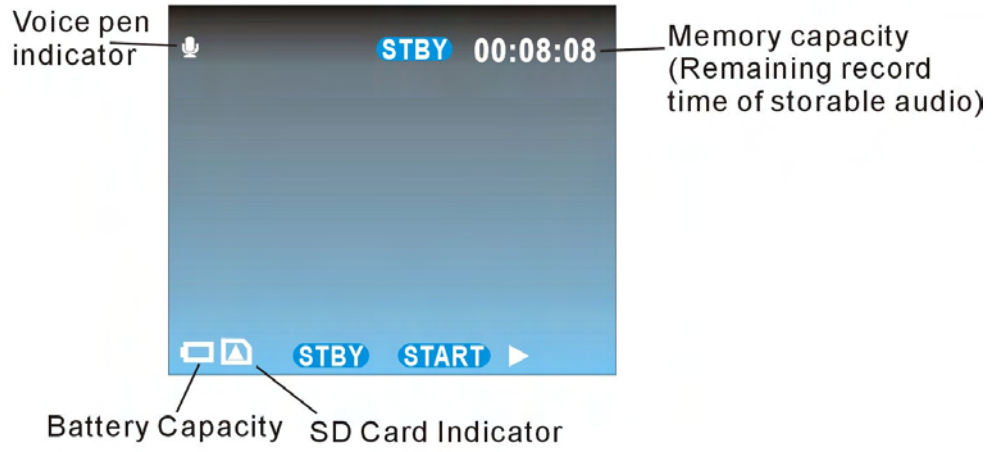 Voice pen
indicator
STBY 00:08:08
Memory capacity
(Remaining record
time of storable audio)
STBY START
Battery Capacity
SD Card Indicator